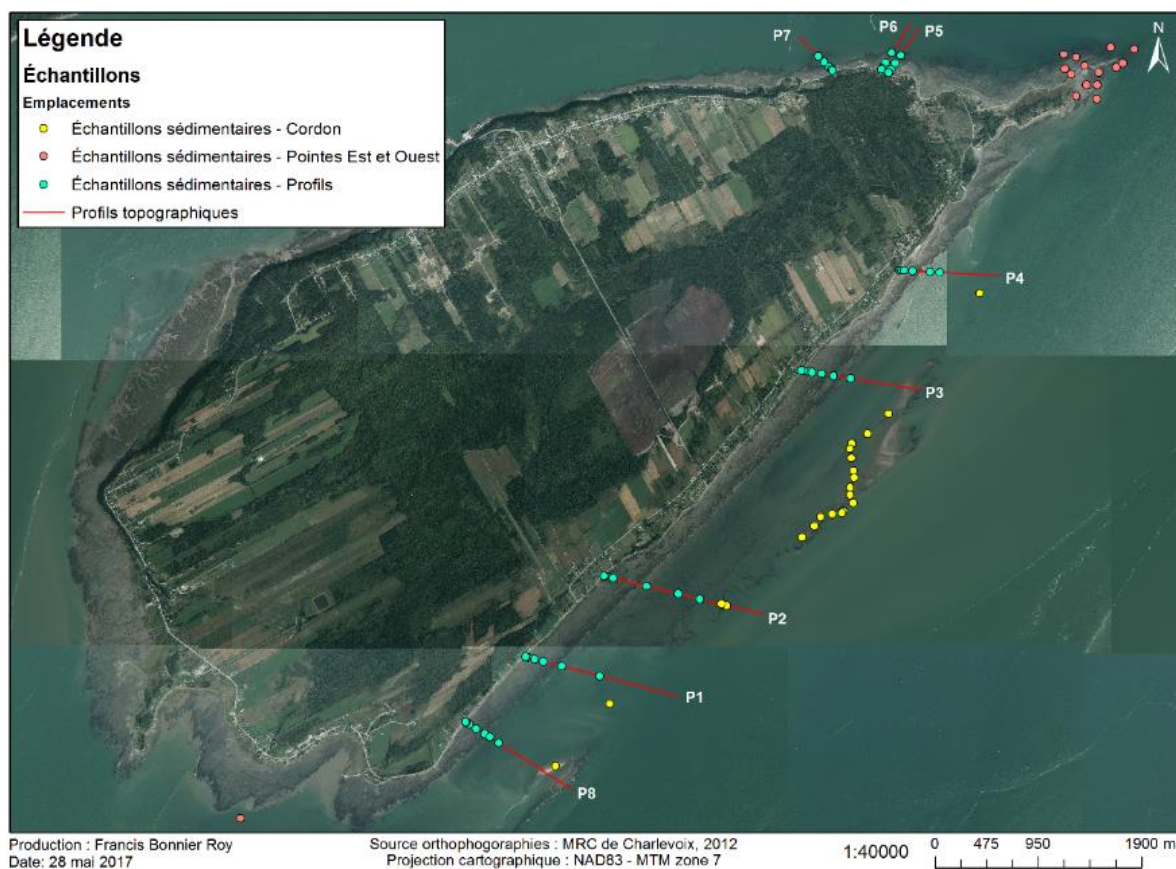 Légende
Échantillons
Emplacements
Échantillons sédimentaires - Cordon
Échantillons sédimentaires - Pointes Est et Ouest
Échantillons sédimentaires - Profils
Profils topographiques
P7
P6
P5
N
P4
P3
P2
P1
P8
Production : Francis Bonnier Roy
Date: 28 mai 2017
Source orthophogoraphies : MRC de Charlevoix, 2012
Projection cartographique : NAD83 - MTM zone 7
1:40000
0 475 950 1900 m